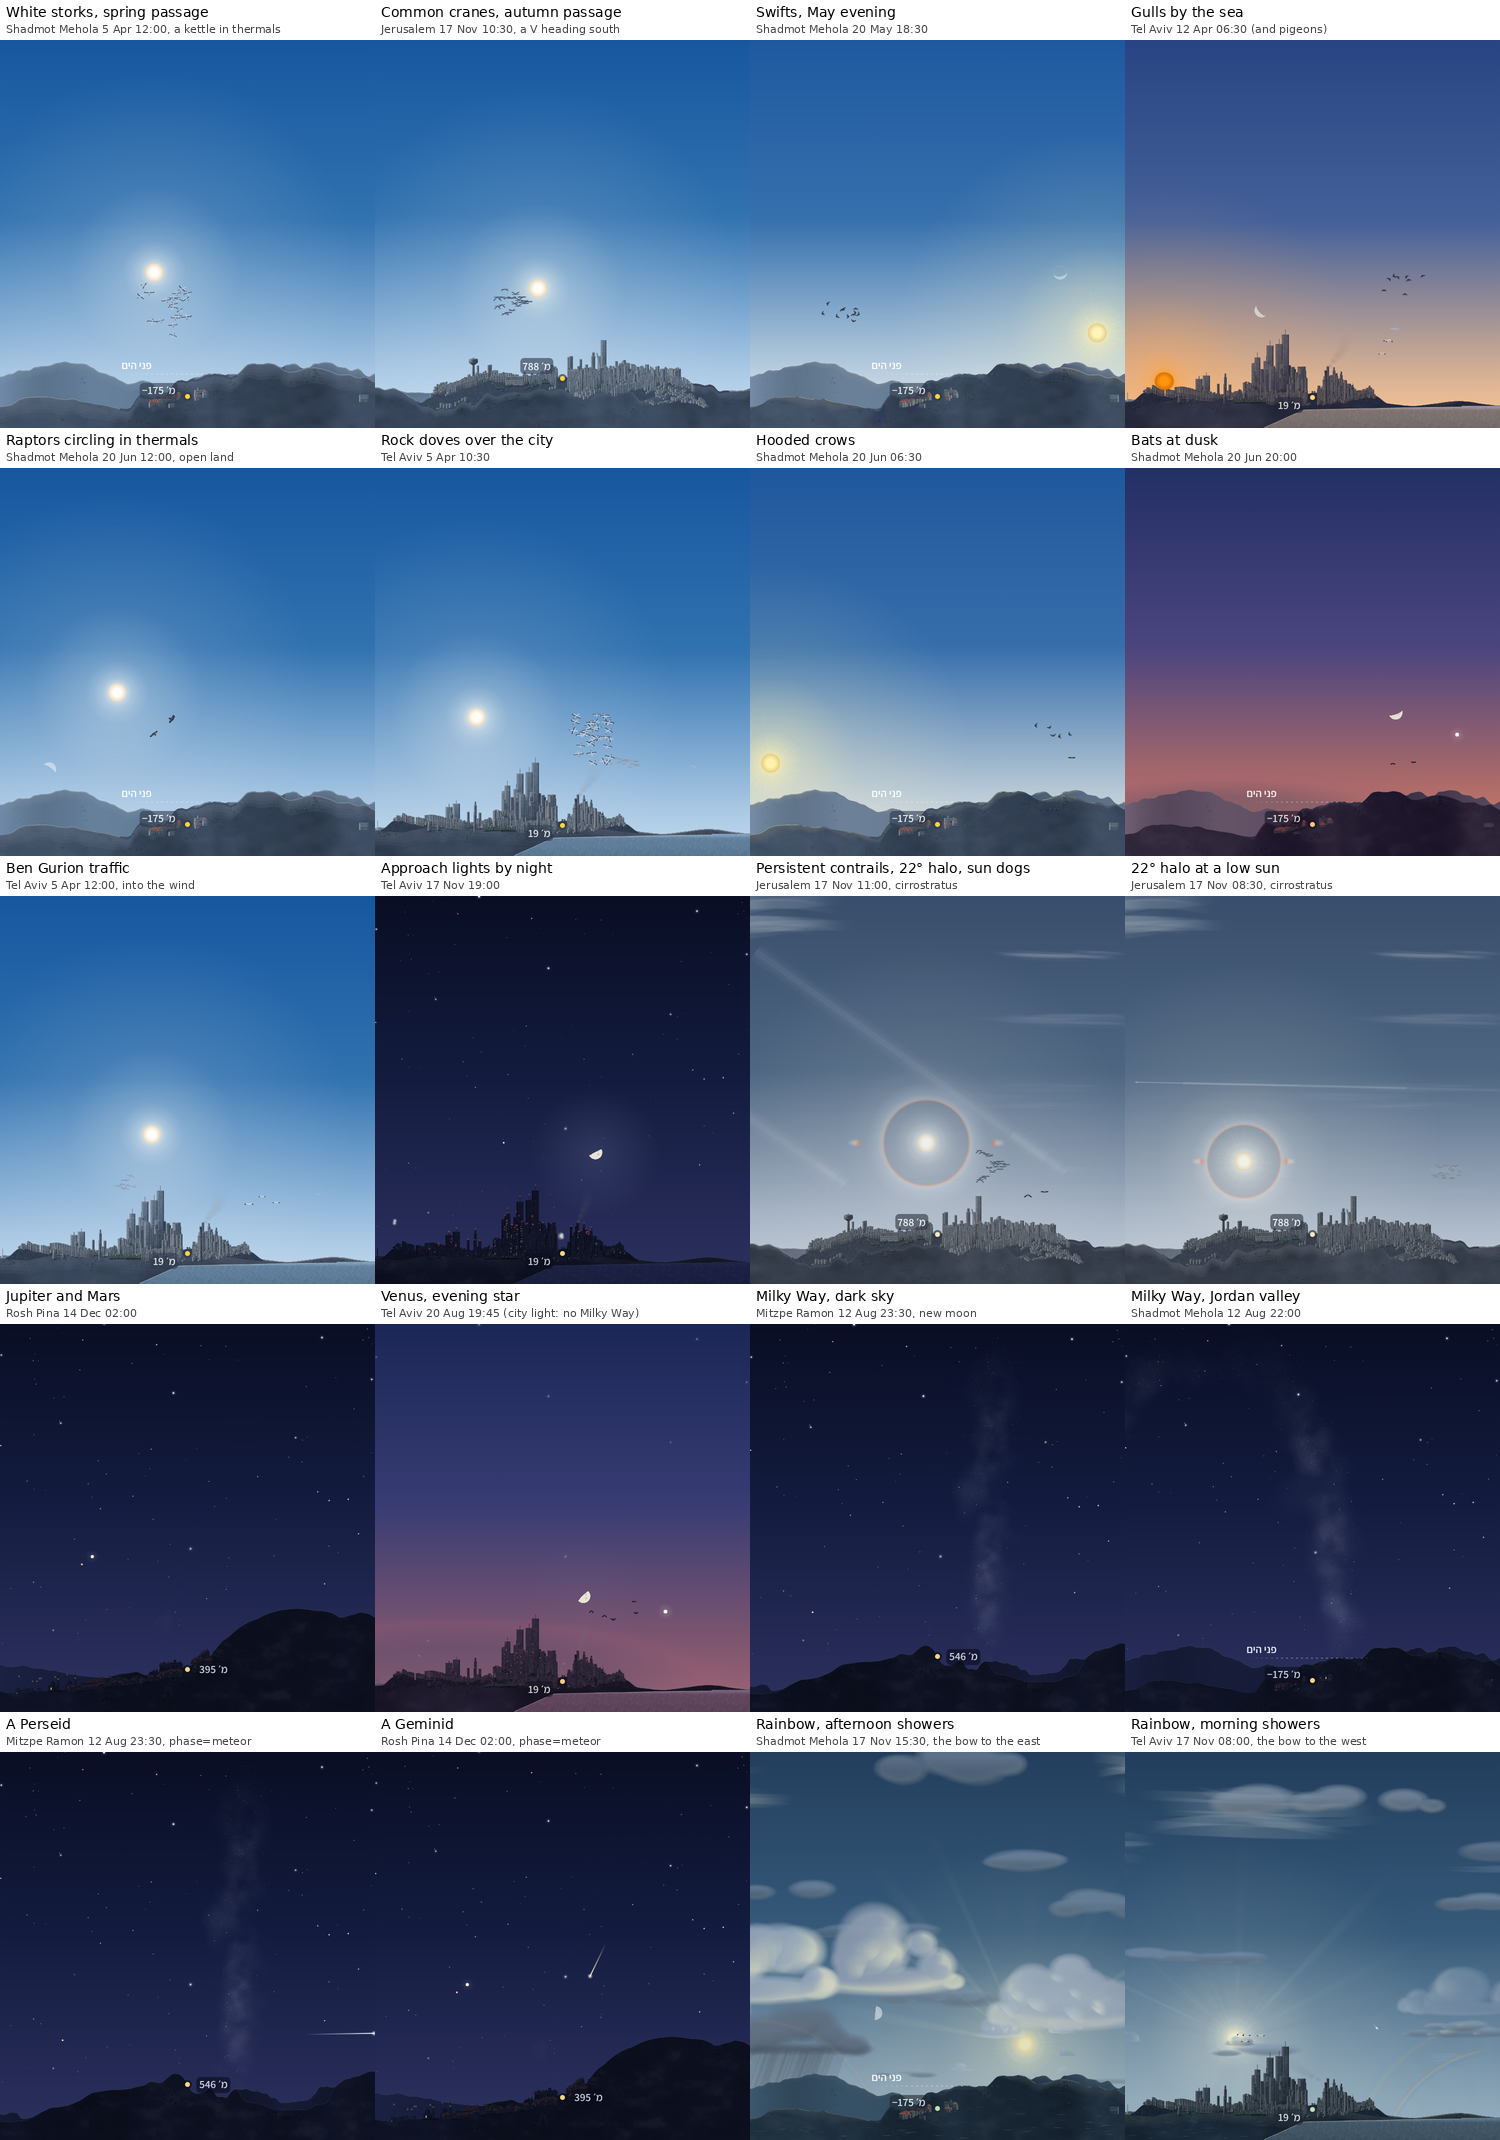 White storks, spring passage
Shadmot Mehola 5 Apr 12:00, a kettle in thermals
Common cranes, autumn passage
Jerusalem 17 Nov 10:30, a V heading south
Swifts, May evening
Shadmot Mehola 20 May 18:30
Gulls by the sea
Tel Aviv 12 Apr 06:30 (and pigeons)
פני הים
−175 מ׳
788 מ׳
פני הים
−175 מ׳
19 מ׳
Raptors circling in thermals
Shadmot Mehola 20 Jun 12:00, open land
Rock doves over the city
Tel Aviv 5 Apr 10:30
Hooded crows
Shadmot Mehola 20 Jun 06:30
Bats at dusk
Shadmot Mehola 20 Jun 20:00
פני הים
−175 מ׳
19 מ׳
פני הים
−175 מ׳
פני הים
−175 מ׳
Ben Gurion traffic
Tel Aviv 5 Apr 12:00, into the wind
Approach lights by night
Tel Aviv 17 Nov 19:00
Persistent contrails, 22° halo, sun dogs
Jerusalem 17 Nov 11:00, cirrostratus
22° halo at a low sun
Jerusalem 17 Nov 08:30, cirrostratus
19 מ׳
19 מ׳
788 מ׳
788 מ׳
Jupiter and Mars
Rosh Pina 14 Dec 02:00
Venus, evening star
Tel Aviv 20 Aug 19:45 (city light: no Milky Way)
Milky Way, dark sky
Mitzpe Ramon 12 Aug 23:30, new moon
Milky Way, Jordan valley
Shadmot Mehola 12 Aug 22:00
395 מ׳
19 מ׳
546 מ׳
פני הים
−175 מ׳
A Perseid
Mitzpe Ramon 12 Aug 23:30, phase=meteor
A Geminid
Rosh Pina 14 Dec 02:00, phase=meteor
Rainbow, afternoon showers
Shadmot Mehola 17 Nov 15:30, the bow to the east
Rainbow, morning showers
Tel Aviv 17 Nov 08:00, the bow to the west
546 מ׳
395 מ׳
פני הים
−175 מ׳
19 מ׳